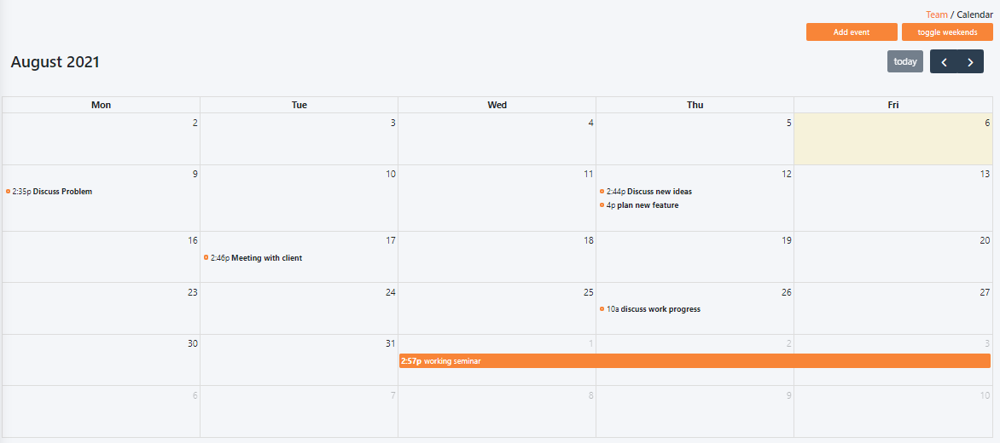 Team / Calendar
Add event toggle weekends
August 2021 today
Mon Tue Wed Thu Fri
2 3 4 5 6
9 10 11 12 13
2:35p Discuss Problem 2:44p Discuss new ideas
4p plan new feature
16 17 18 19 20
2:46p Meeting with client
23 24 25 26 27
10a discuss work progress
30 31 1 2 3
2:57p working seminar
6 7 8 9 10